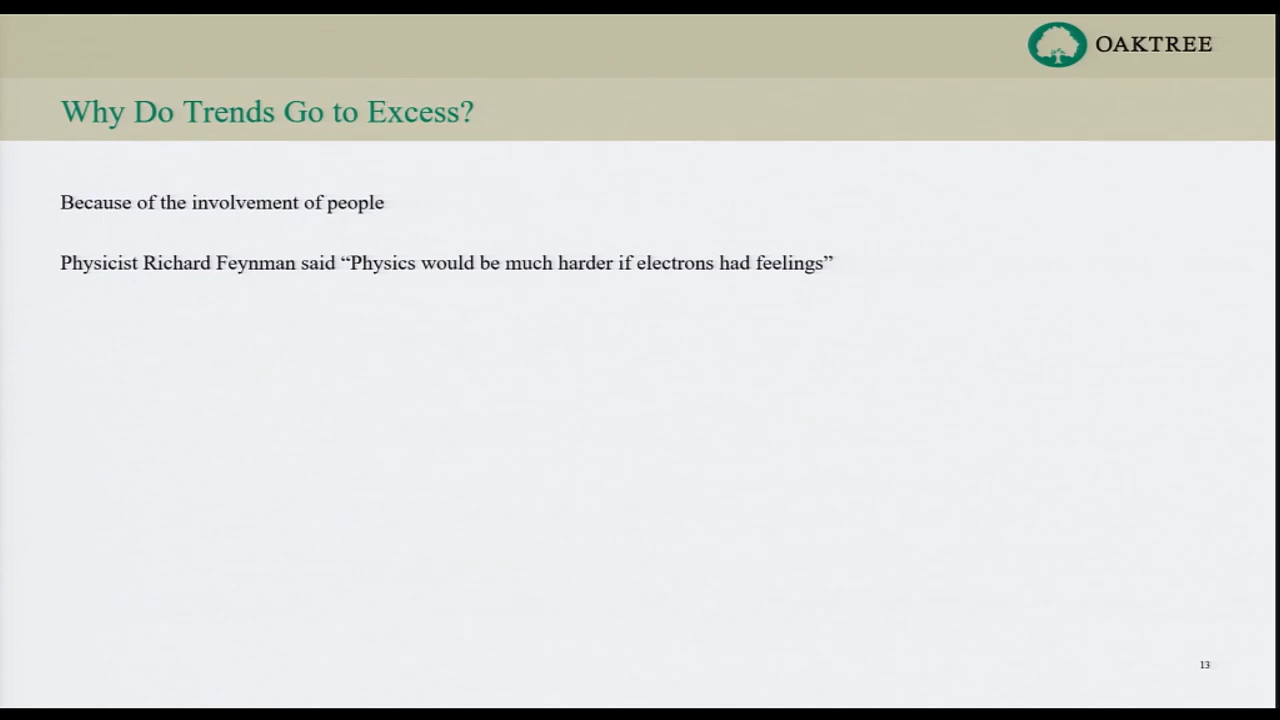 OAKTREE
Why Do Trends Go to Excess?
Because of the involvement of people
Physicist Richard Feynman said “Physics would be much harder if electrons had feelings”
13